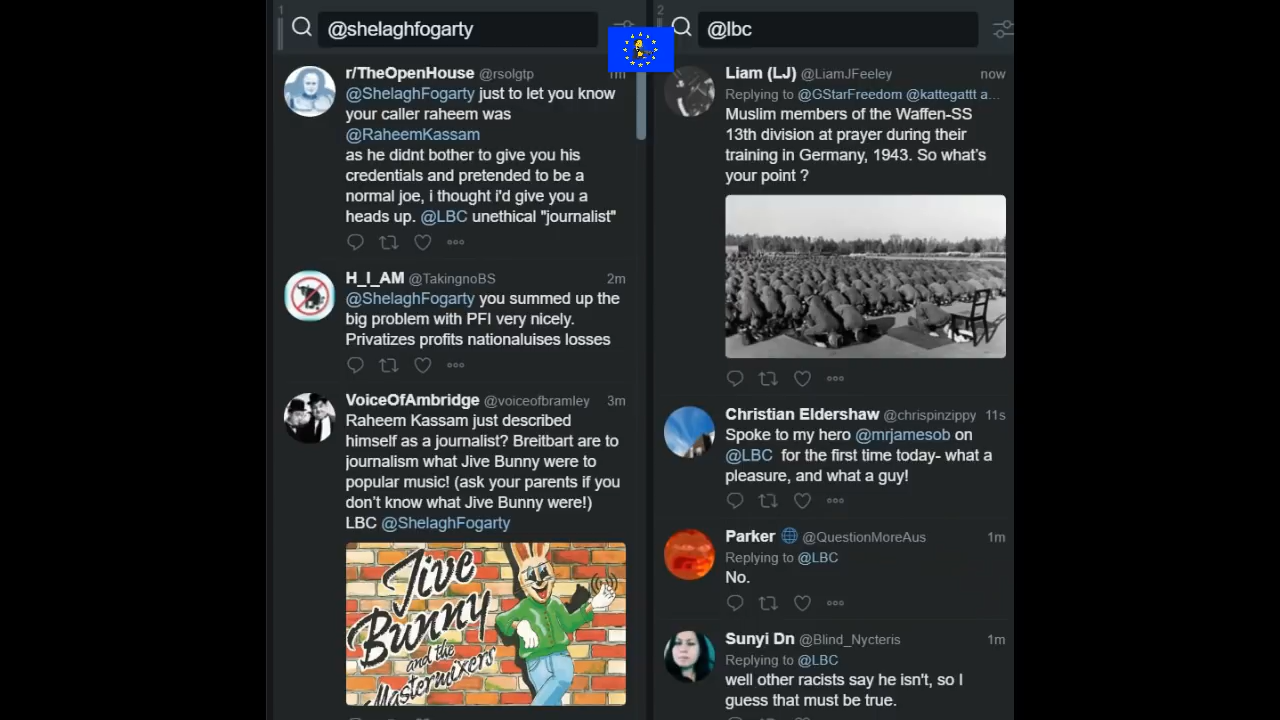 1
@shelaghfogarty
r/TheOpenHouse @rsolgtp 1m
@ShelaghFogarty just to let you know
your caller raheem was
@RaheemKassam
as he didnt bother to give you his
credentials and pretended to be a
normal joe, i thought i'd give you a
heads up. @LBC unethical "journalist"
H_I_AM @TakingnoBS 2m
@ShelaghFogarty you summed up the
big problem with PFI very nicely.
Privatizes profits nationaluises losses
VoiceOfAmbridge @voiceofbramley 3m
Raheem Kassam just described
himself as a journalist? Breitbart are to
journalism what Jive Bunny were to
popular music! (ask your parents if you
don't know what Jive Bunny were!)
LBC @ShelaghFogarty
Jive
Bunny
and the
Mastermixers
2
@lbc
Liam (LJ) @LiamJFeeley now
Replying to @GStarFreedom @kattegattt a...
Muslim members of the Waffen-SS
13th division at prayer during their
training in Germany, 1943. So what's
your point ?
Christian Eldershaw @chrispinzippy 11s
Spoke to my hero @mrjamesob on
@LBC for the first time today- what a
pleasure, and what a guy!
Parker @QuestionMoreAus 1m
Replying to @LBC
No.
Sunyi Dn @Blind_Nycteris 1m
Replying to @LBC
well other racists say he isn't, so I
guess that must be true.